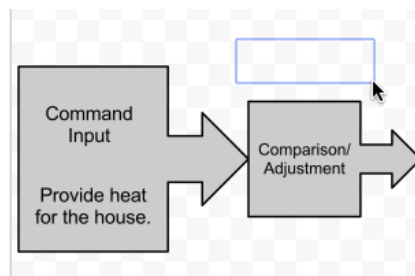 Command
Input
Provide heat
for the house.
Comparison/
Adjustment